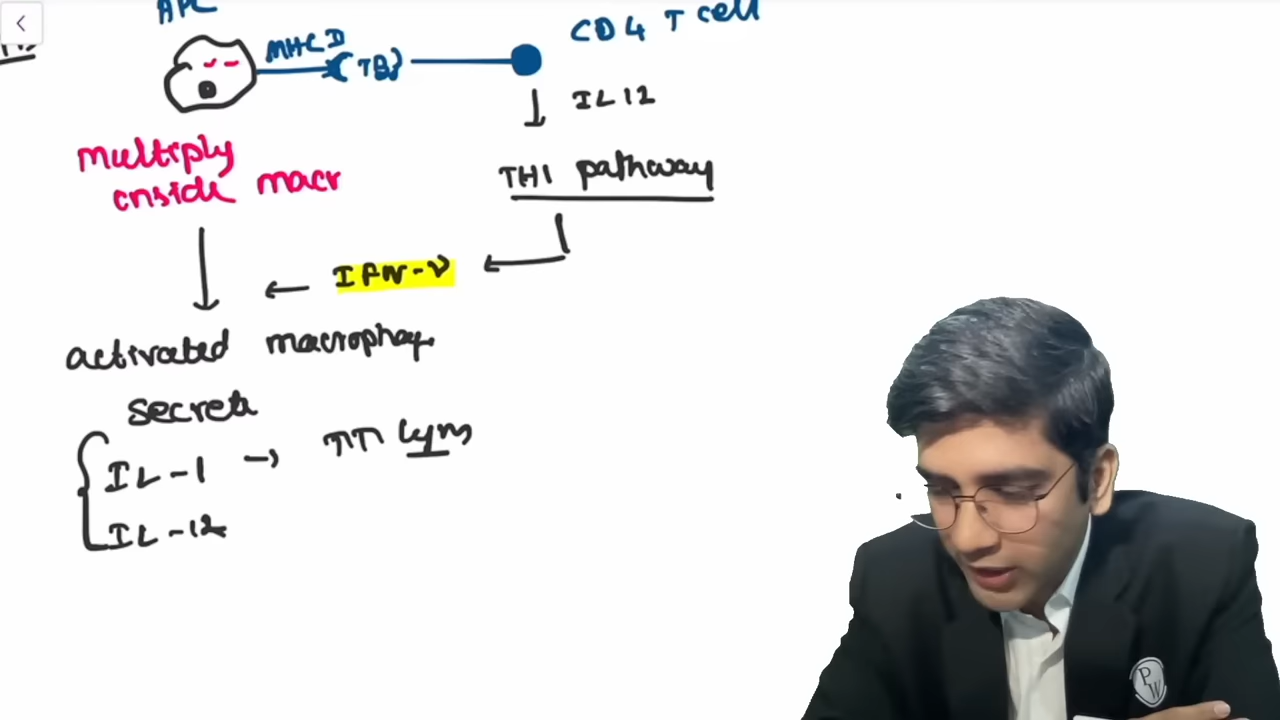 APC
CD4 T cell
MHC II
(TB)
IL 12
multiply
inside macr
TH1 pathway
IFN-γ
activated macrophage
secrete
IL-1 → ↑↑ lym
IL-12
PW